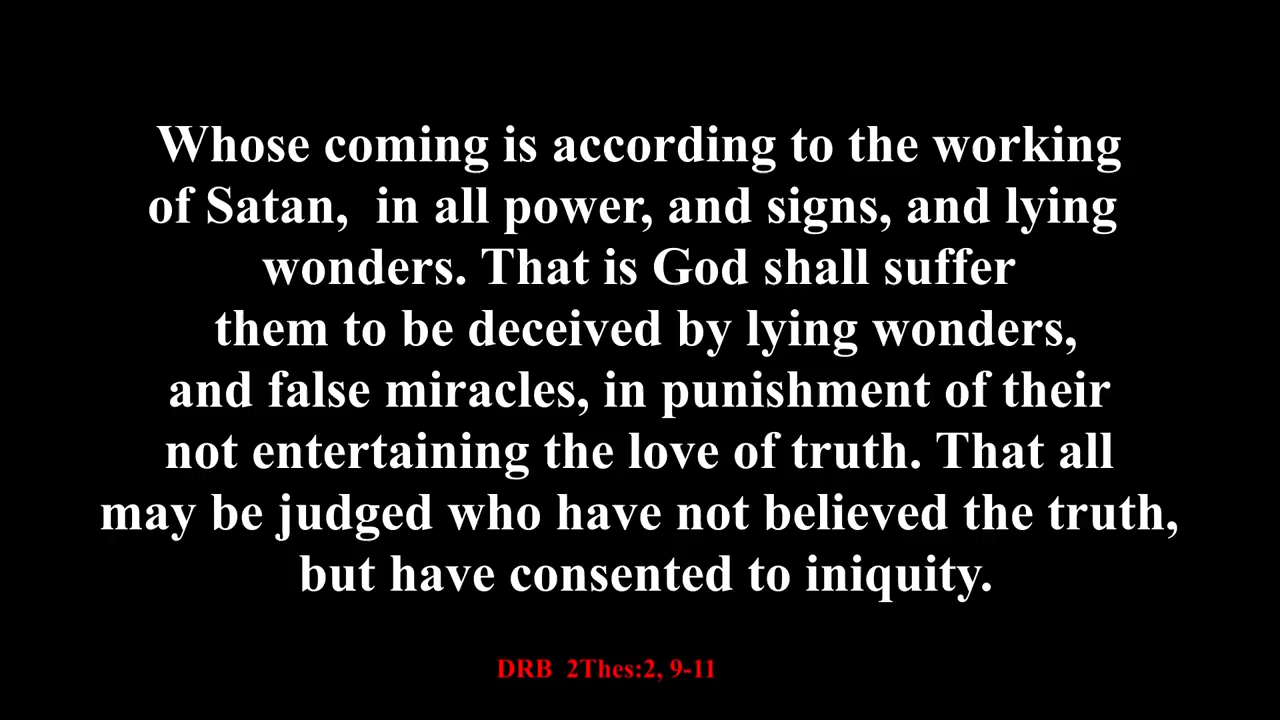 Whose coming is according to the working
of Satan,  in all power, and signs, and lying
wonders. That is God shall suffer
them to be deceived by lying wonders,
and false miracles, in punishment of their
not entertaining the love of truth. That all
may be judged who have not believed the truth,
but have consented to iniquity.
DRB  2Thes:2, 9-11